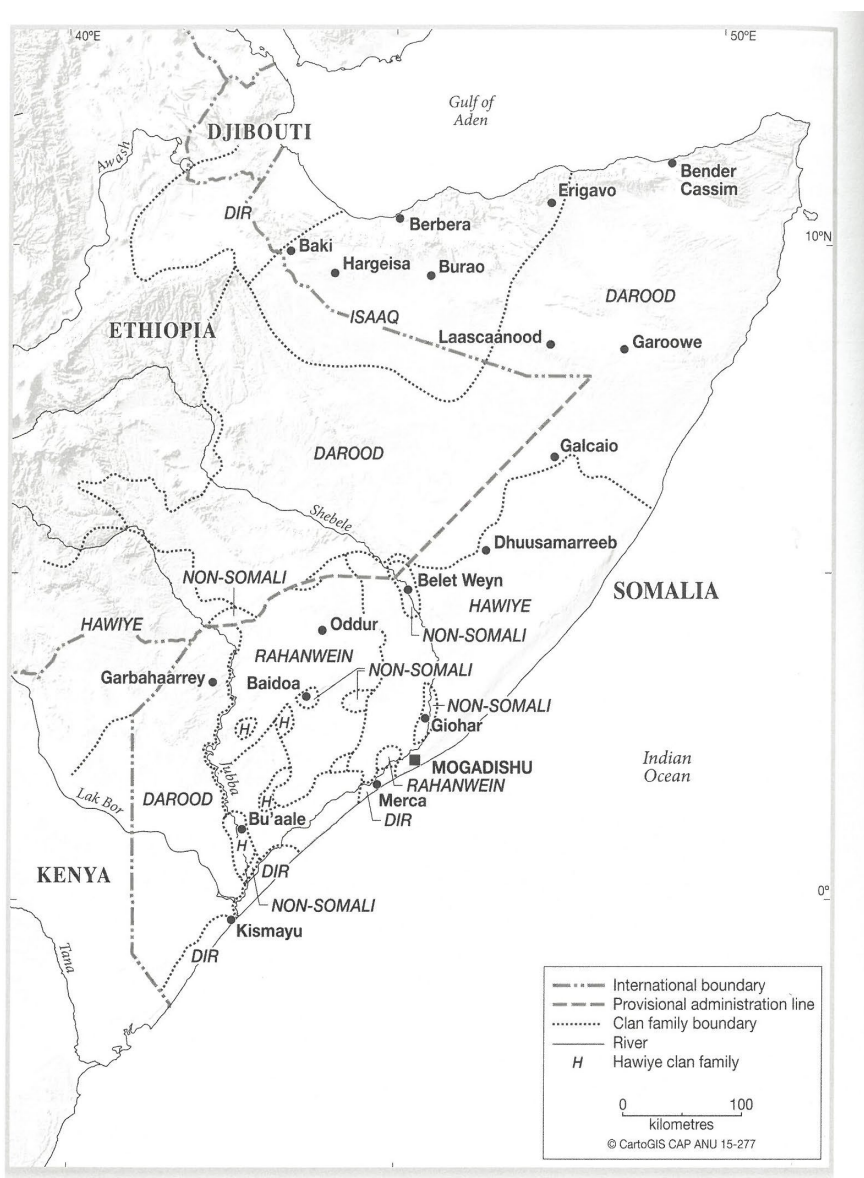 40ºE
50ºE
Gulf of
Aden
DJIBOUTI
Awash
Bender
Cassim
Erigavo
DIR
Berbera
10ºN
Baki
Hargeisa
Burao
DAROOD
ISAAQ
ETHIOPIA
Laascaanood
Garoowe
DAROOD
Galcaio
Shebele
Dhuusamarreeb
NON-SOMALI
Belet Weyn
SOMALIA
HAWIYE
HAWIYE
Oddur
NON-SOMALI
RAHANWEIN
NON-SOMALI
Garbahaarrey
Baidoa
NON-SOMALI
H
H
Giohar
Jubba
MOGADISHU
Indian
Ocean
RAHANWEIN
Lak Bor
DAROOD
H
Merca
DIR
Bu'aale
H
KENYA
DIR
0º
NON-SOMALI
Kismayu
Tana
DIR
International boundary
Provisional administration line
Clan family boundary
River
H Hawiye clan family
0 100
kilometres
© CartoGIS CAP ANU 15-277